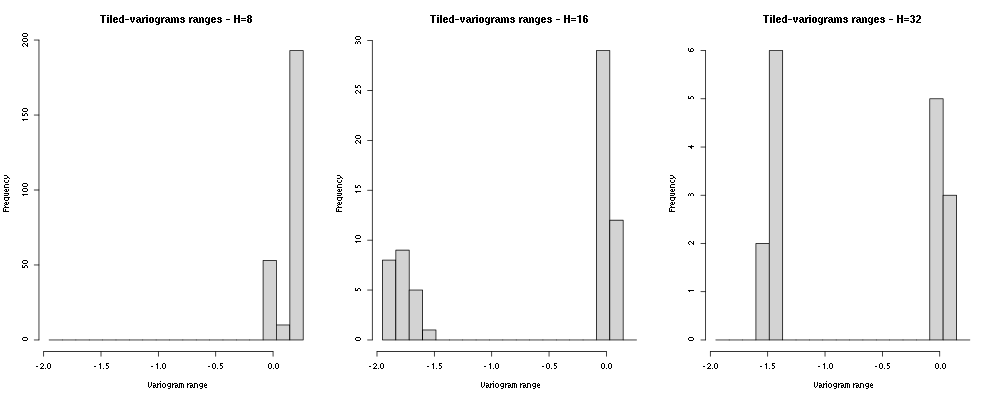 Tiled-variograms ranges - H=8
Frequency
200
150
100
50
0
-2.0 -1.5 -1.0 -0.5 0.0
Variogram range
Tiled-variograms ranges - H=16
Frequency
30
25
20
15
10
5
0
-2.0 -1.5 -1.0 -0.5 0.0
Variogram range
Tiled-variograms ranges - H=32
Frequency
6
5
4
3
2
1
0
-2.0 -1.5 -1.0 -0.5 0.0
Variogram range